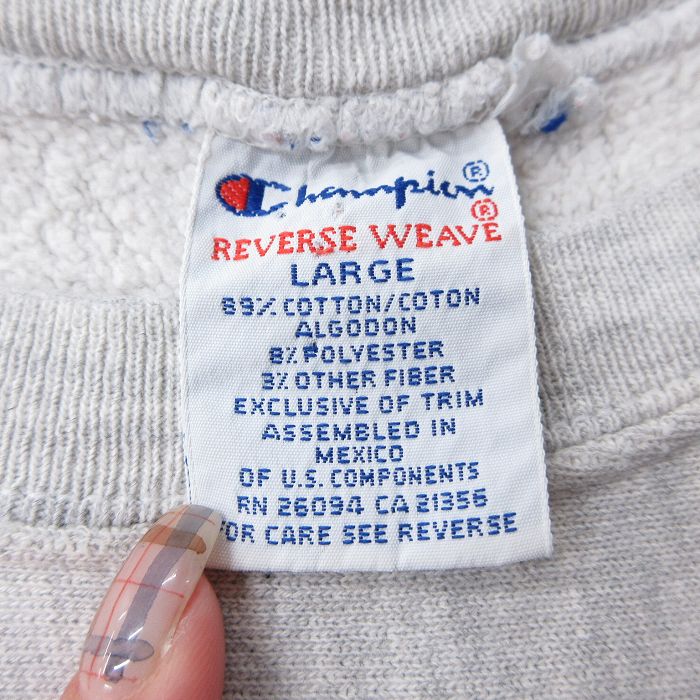 Champion ®
REVERSE WEAVE ®
LARGE
89% COTTON/COTON
ALGODON
8% POLYESTER
3% OTHER FIBER
EXCLUSIVE OF TRIM
ASSEMBLED IN
MEXICO
OF U.S. COMPONENTS
RN 26094 CA 21356
FOR CARE SEE REVERSE